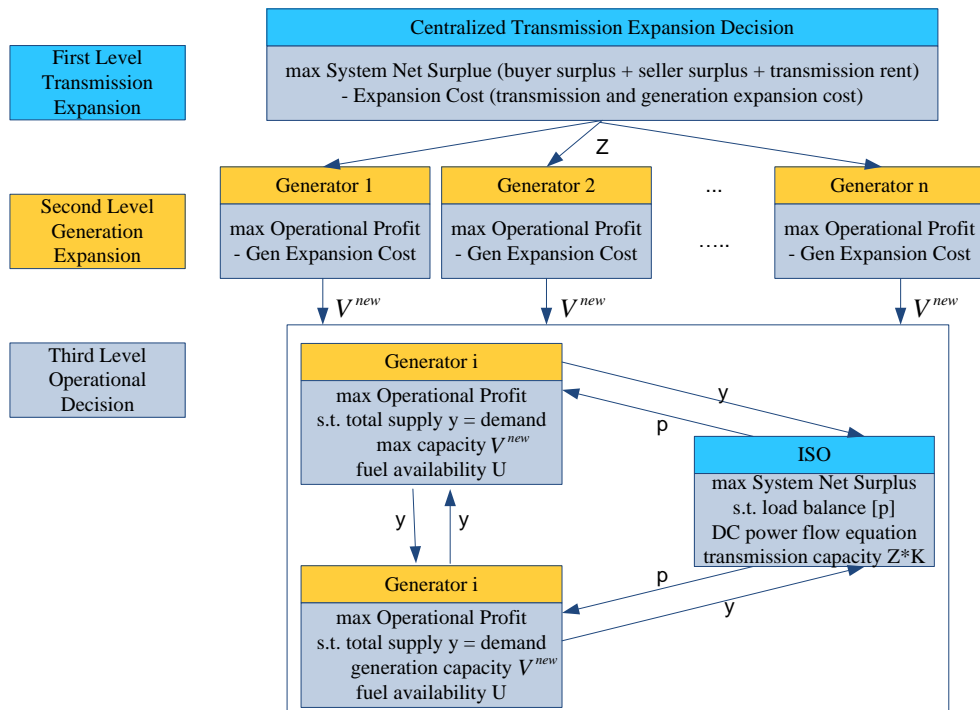 First Level
Transmission
Expansion
Centralized Transmission Expansion Decision
max System Net Surplue (buyer surplus + seller surplus + transmission rent)
- Expansion Cost (transmission and generation expansion cost)
Z
Second Level
Generation
Expansion
Generator 1
max Operational Profit
- Gen Expansion Cost
Generator 2
max Operational Profit
- Gen Expansion Cost
...
.....
Generator n
max Operational Profit
- Gen Expansion Cost
V^new
V^new
V^new
Third Level
Operational
Decision
Generator i
max Operational Profit
s.t. total supply y = demand
max capacity V^new
fuel availability U
y
p
ISO
max System Net Surplus
s.t. load balance [p]
DC power flow equation
transmission capacity Z*K
y
y
p
y
Generator i
max Operational Profit
s.t. total supply y = demand
generation capacity V^new
fuel availability U